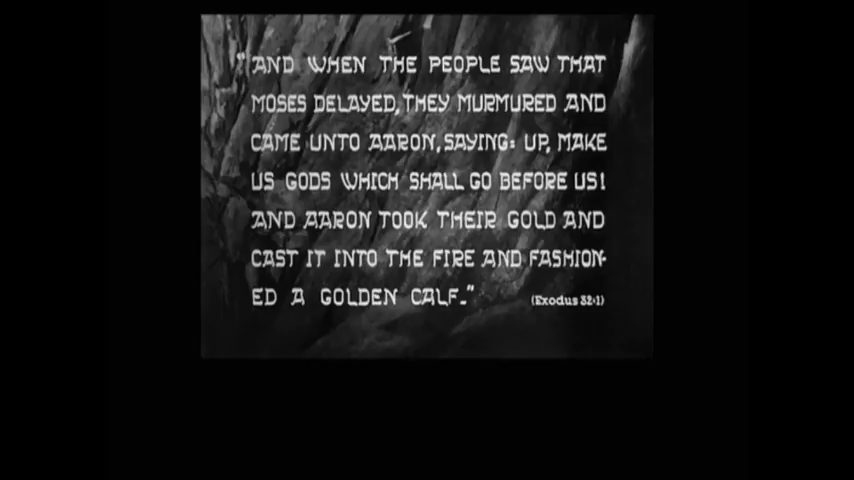 "AND WHEN THE PEOPLE SAW THAT
MOSES DELAYED, THEY MURMURED AND
CAME UNTO AARON, SAYING: UP, MAKE
US GODS WHICH SHALL GO BEFORE US!
AND AARON TOOK THEIR GOLD AND
CAST IT INTO THE FIRE AND FASHION-
ED A GOLDEN CALF."
(Exodus 32:1)